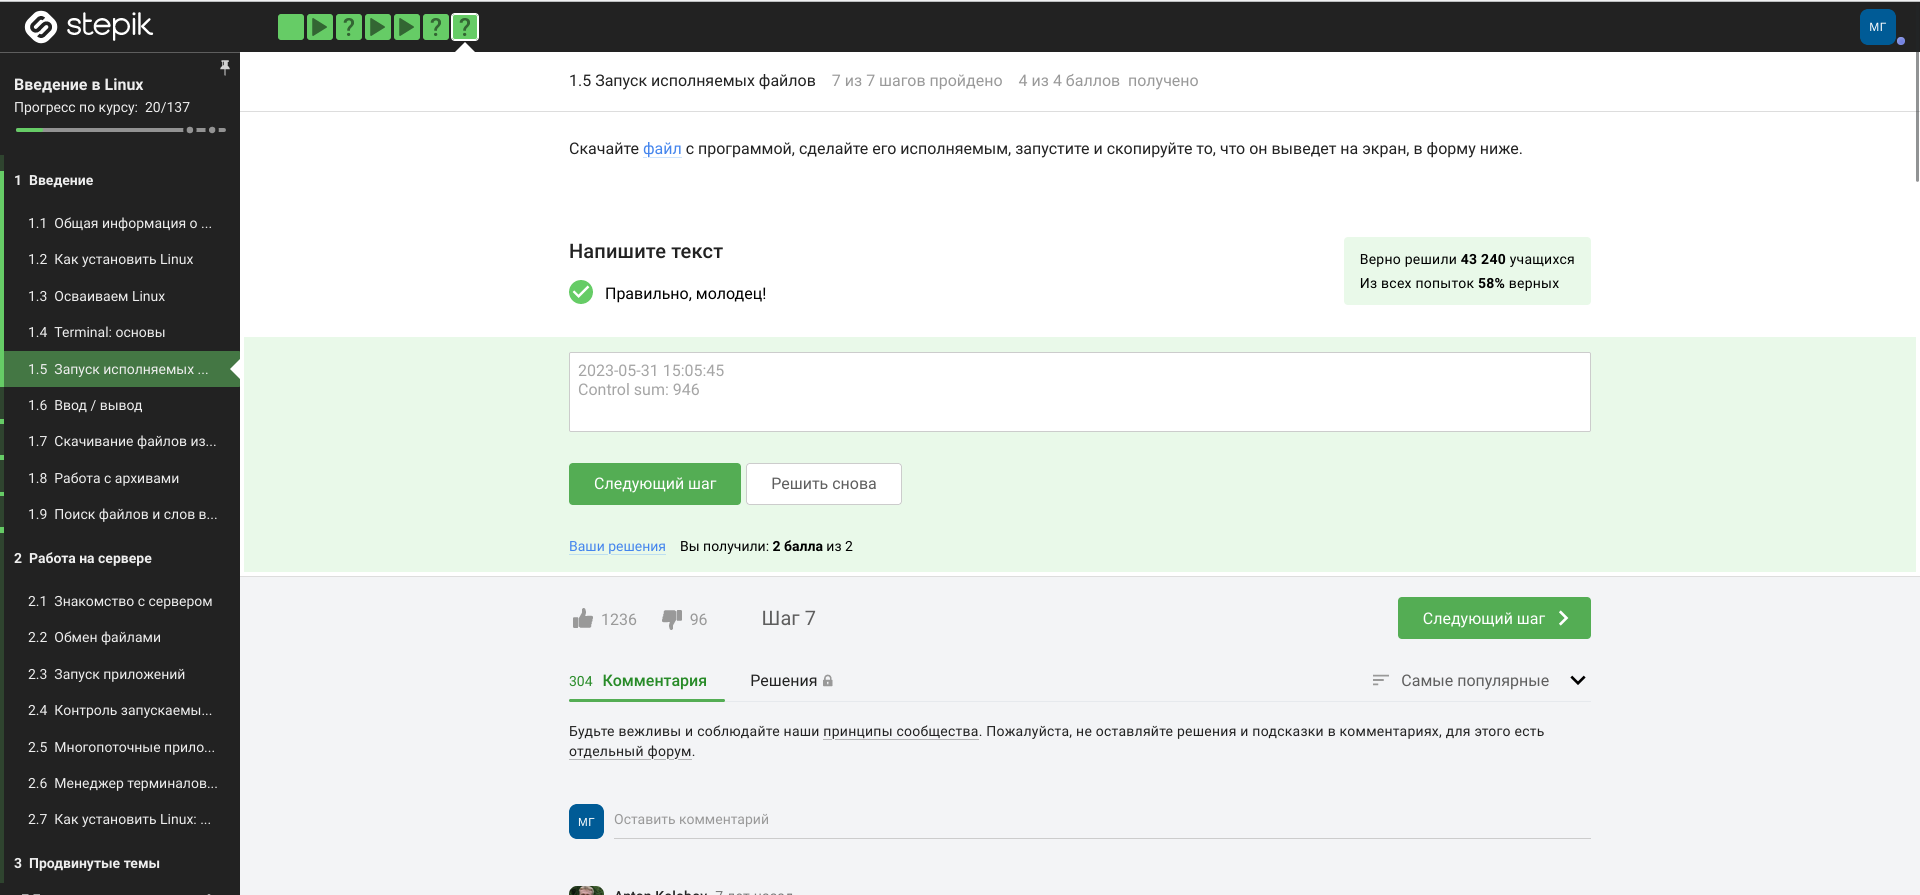 stepik
? ? ?
МГ
Введение в Linux
Прогресс по курсу: 20/137
1 Введение
1.1 Общая информация о ...
1.2 Как установить Linux
1.3 Осваиваем Linux
1.4 Terminal: основы
1.5 Запуск исполняемых ...
1.6 Ввод / вывод
1.7 Скачивание файлов из...
1.8 Работа с архивами
1.9 Поиск файлов и слов в...
2 Работа на сервере
2.1 Знакомство с сервером
2.2 Обмен файлами
2.3 Запуск приложений
2.4 Контроль запускаемы...
2.5 Многопоточные прило...
2.6 Менеджер терминалов...
2.7 Как установить Linux: ...
3 Продвинутые темы
1.5 Запуск исполняемых файлов 7 из 7 шагов пройдено 4 из 4 баллов получено
Скачайте файл с программой, сделайте его исполняемым, запустите и скопируйте то, что он выведет на экран, в форму ниже.
Напишите текст
Правильно, молодец!
Верно решили 43 240 учащихся
Из всех попыток 58% верных
2023-05-31 15:05:45
Control sum: 946
Следующий шаг
Решить снова
Ваши решения Вы получили: 2 балла из 2
1236 96 Шаг 7
Следующий шаг
304 Комментария Решения
Самые популярные
Будьте вежливы и соблюдайте наши принципы сообщества. Пожалуйста, не оставляйте решения и подсказки в комментариях, для этого есть
отдельный форум.
МГ Оставить комментарий